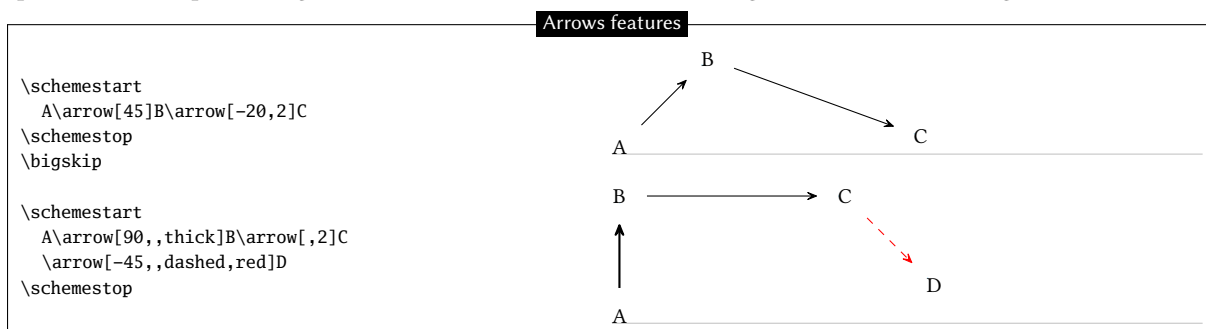 Arrows features
\schemestart
A\arrow[45]B\arrow[-20,2]C
\schemestop
\bigskip
\schemestart
A\arrow[90,,thick]B\arrow[,2]C
\arrow[-45,,dashed,red]D
\schemestop
B
A
C
B
C
D
A